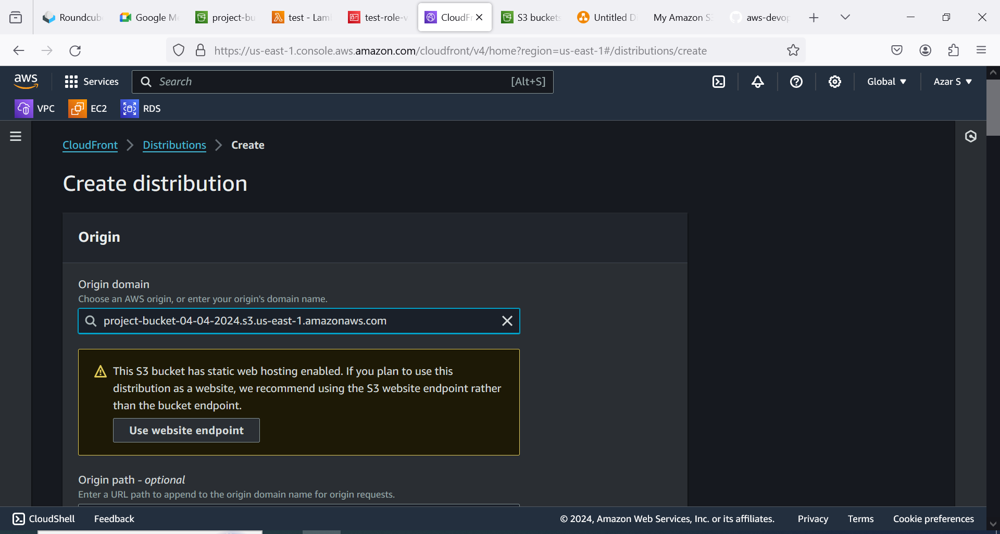 Roundcub
Google M
project-bu
test - Lam
test-role-v
CloudFr
S3 buckets
Untitled D
My Amazon S
aws-devop
https://us-east-1.console.aws.amazon.com/cloudfront/v4/home?region=us-east-1#/distributions/create
aws
Services
Search
[Alt+S]
Global
Azar S
VPC
EC2
RDS
CloudFront
Distributions
Create
Create distribution
Origin
Origin domain
Choose an AWS origin, or enter your origin's domain name.
project-bucket-04-04-2024.s3.us-east-1.amazonaws.com
This S3 bucket has static web hosting enabled. If you plan to use this
distribution as a website, we recommend using the S3 website endpoint rather
than the bucket endpoint.
Use website endpoint
Origin path - optional
Enter a URL path to append to the origin domain name for origin requests.
CloudShell
Feedback
© 2024, Amazon Web Services, Inc. or its affiliates.
Privacy
Terms
Cookie preferences